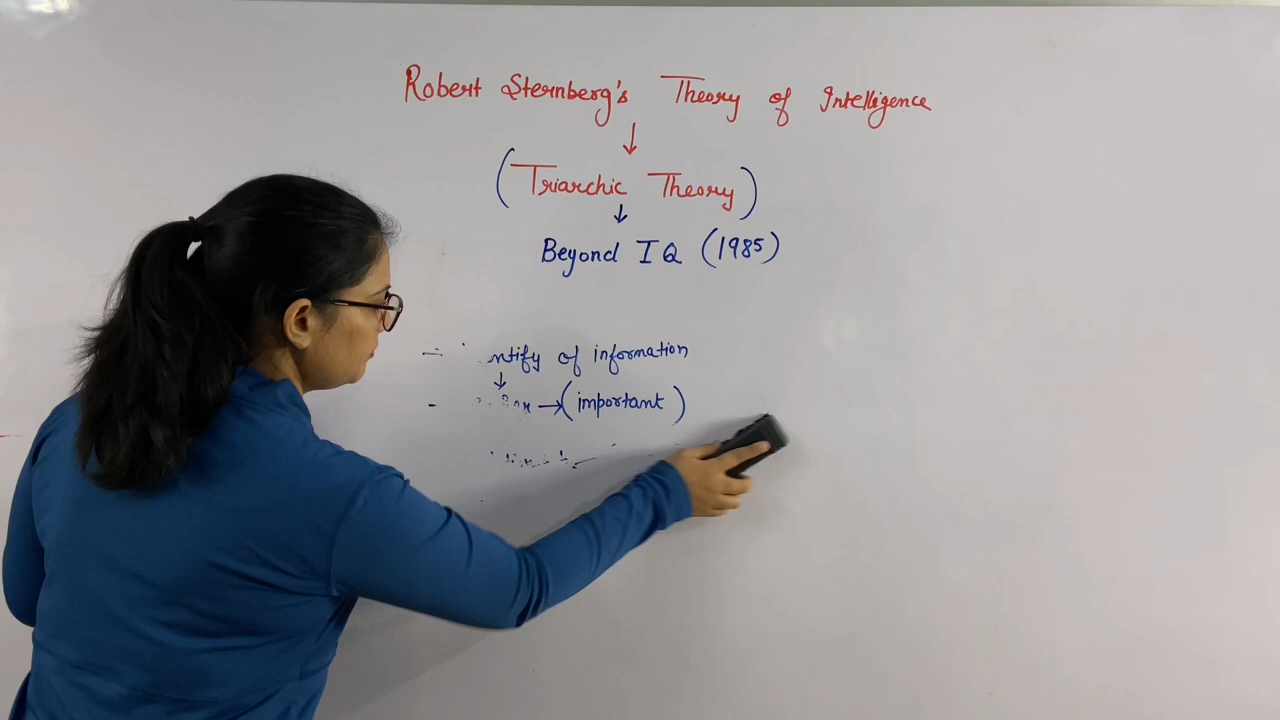 Robert Sternberg's Theory of Intelligence
↓
(Triarchic Theory)
↓
Beyond IQ (1985)
- ntify of information
↓
- → (important)